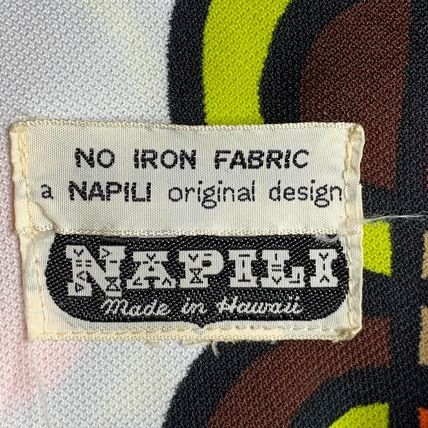 NO IRON FABRIC
a NAPILI original design
NAPILI
Made in Hawaii